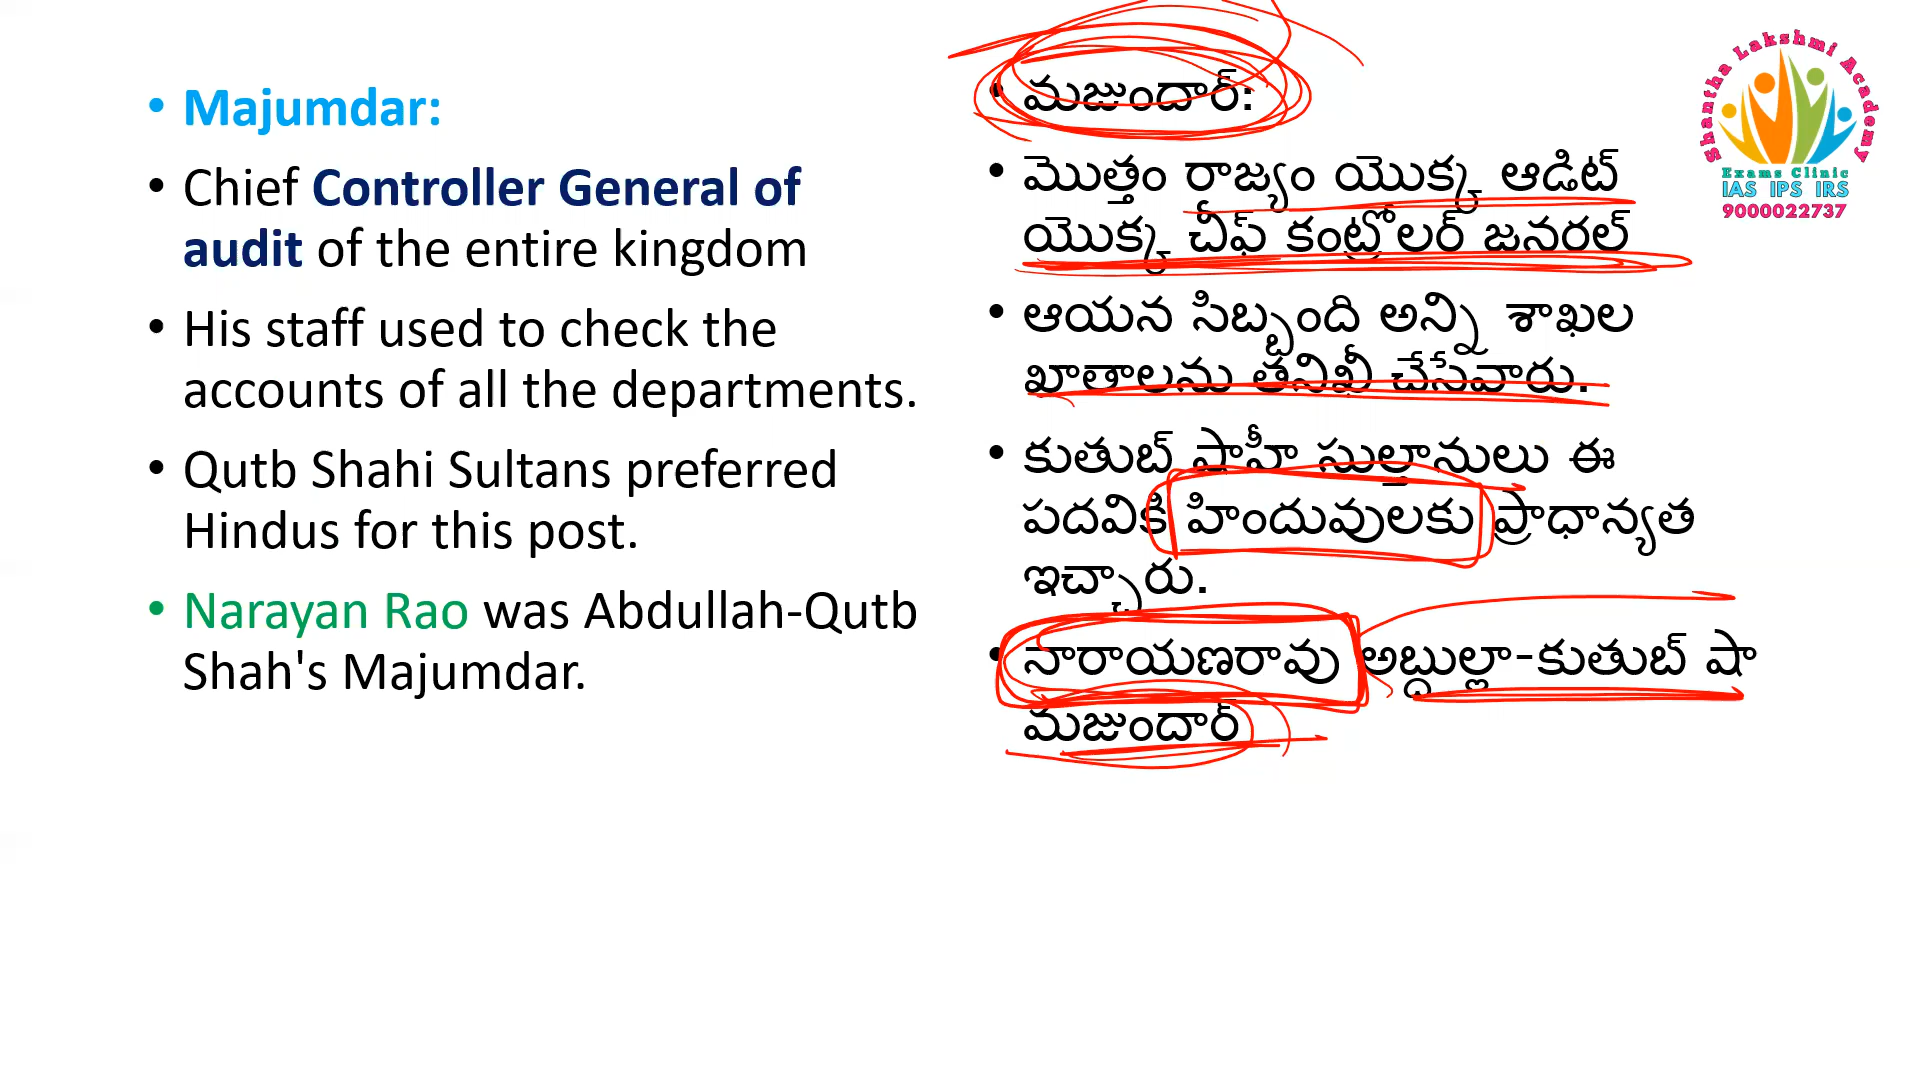 • Majumdar:
• Chief Controller General of
audit of the entire kingdom
• His staff used to check the
accounts of all the departments.
• Qutb Shahi Sultans preferred
Hindus for this post.
• Narayan Rao was Abdullah-Qutb
Shah's Majumdar.
• మజుందార్:
• మొత్తం రాజ్యం యొక్క ఆడిట్
యొక్క చీఫ్ కంట్రోలర్ జనరల్
• ఆయన సిబ్బంది అన్ని శాఖల
ఖాతాలను తనిఖీ చేసేవారు.
• కుతుబ్ షాహీ సుల్తానులు ఈ
పదవికి హిందువులకు ప్రాధాన్యత
ఇచ్చారు.
• నారాయణరావు అబ్దుల్లా-కుతుబ్ షా
మజుందార్
Shantha Lakshmi Academy
Exams Clinic
IAS IPS IRS
9000022737